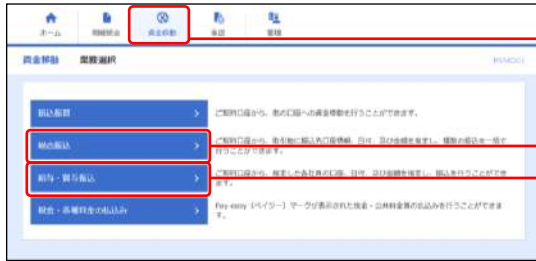 ホーム
明細照会
資金移動
承認
管理
資金移動 業務選択
振込振替
ご契約口座から、他の口座への資金移動を行うことができます。
総合振込
ご契約口座から、取引毎に振込先口座情報、日付、及び金額を指定し、複数の振込を一括で
行うことができます。
給与・賞与振込
ご契約口座から、指定した各社員の口座、日付、及び金額を指定し、振込を行うことができ
ます。
税金・各種料金の払込み
Pay-easy（ペイジー）マークが表示された税金・公共料金等の払込みを行うことができま
す。